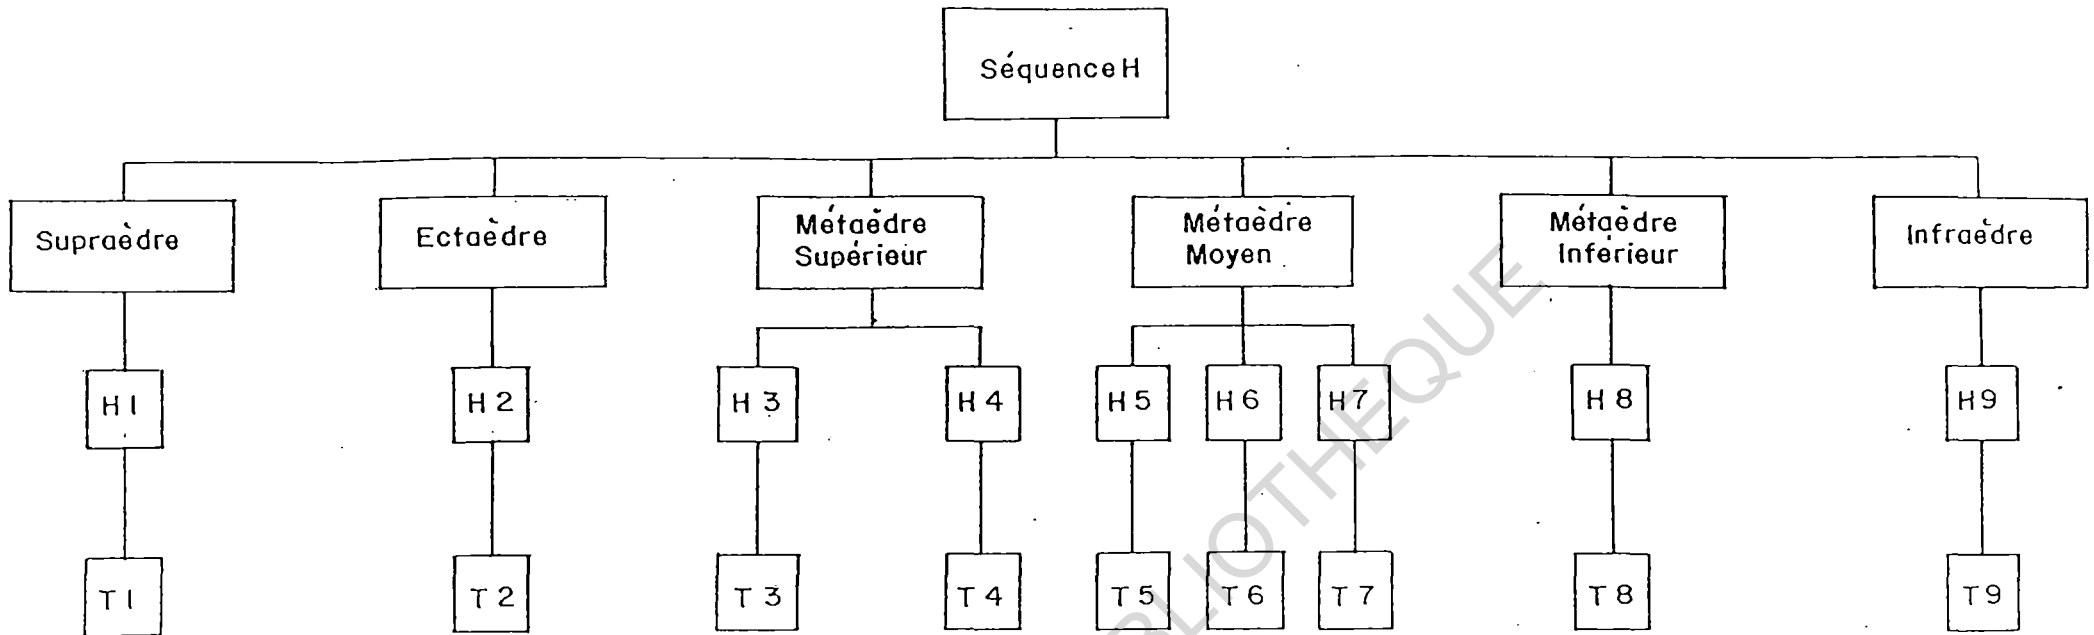 Séquence H
Supraèdre
Ectaèdre
Métaèdre
Supérieur
Métaèdre
Moyen
Métaèdre
Inférieur
Infraèdre
H1
H2
H3
H4
H5
H6
H7
H8
H9
T1
T2
T3
T4
T5
T6
T7
T8
T9
BLIOTHEQUE